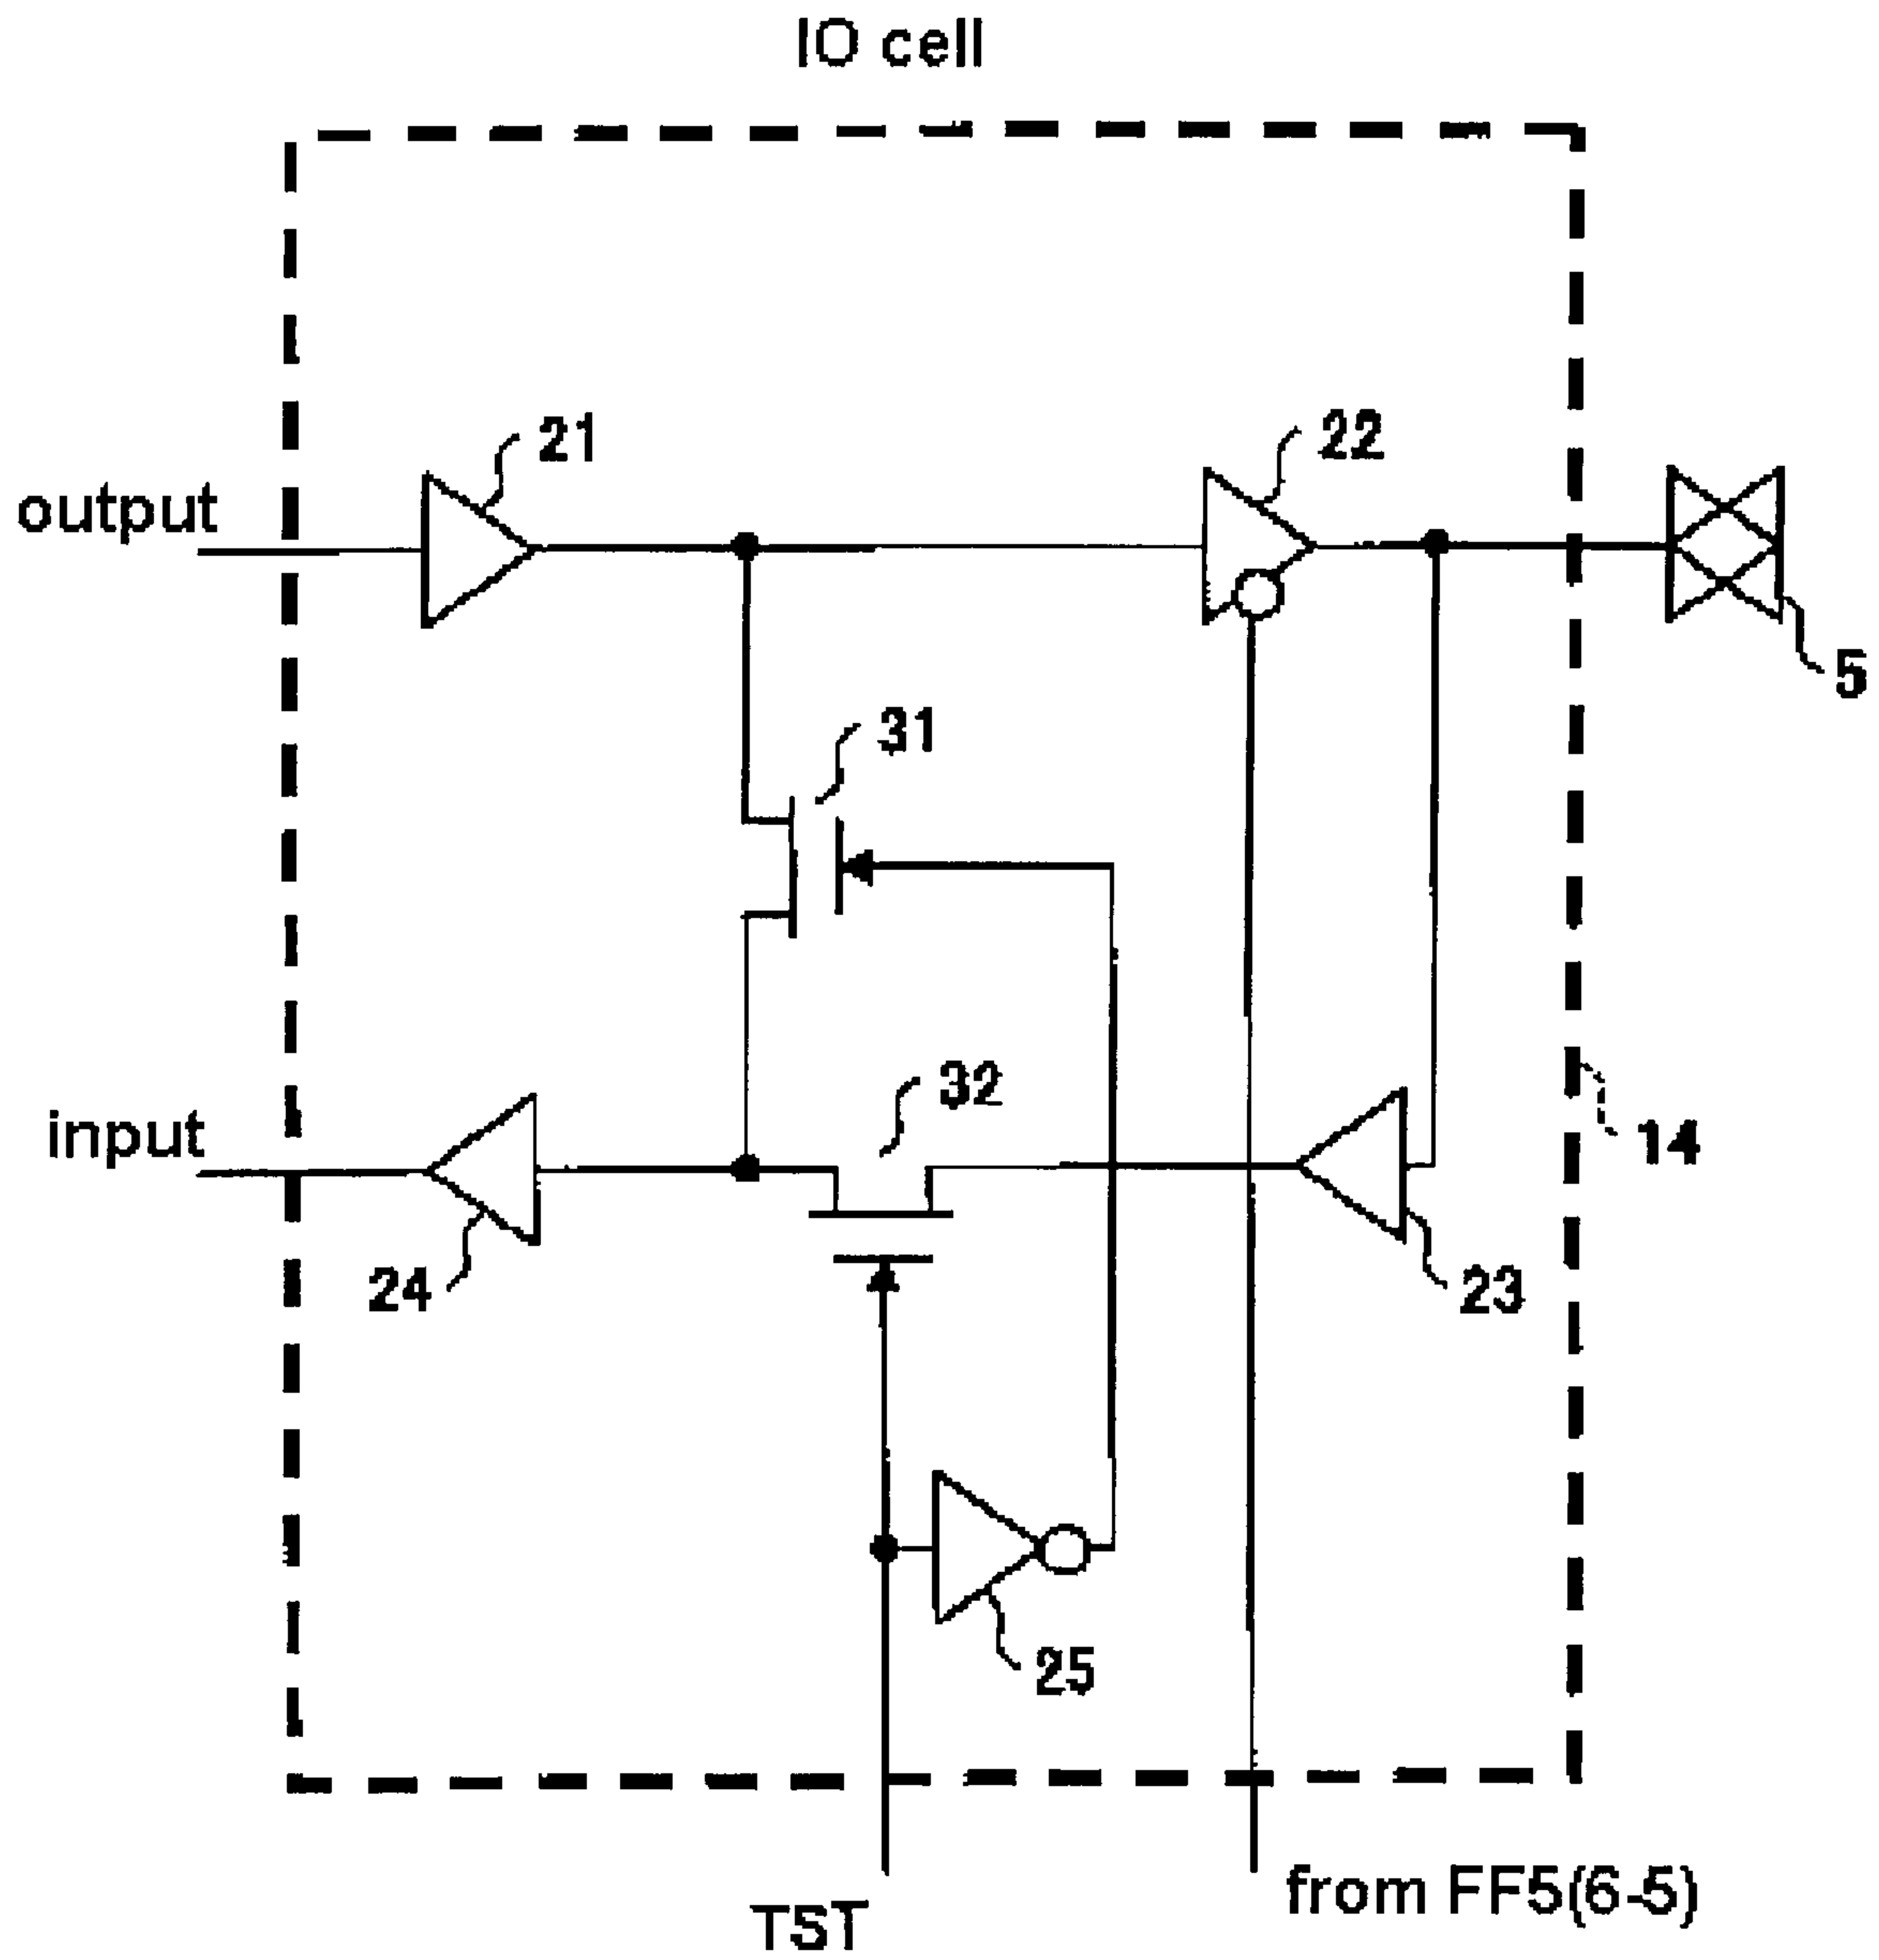 IO cell
21
22
output
5
31
32
input
14
24
23
25
from FF5(6-5)
TST